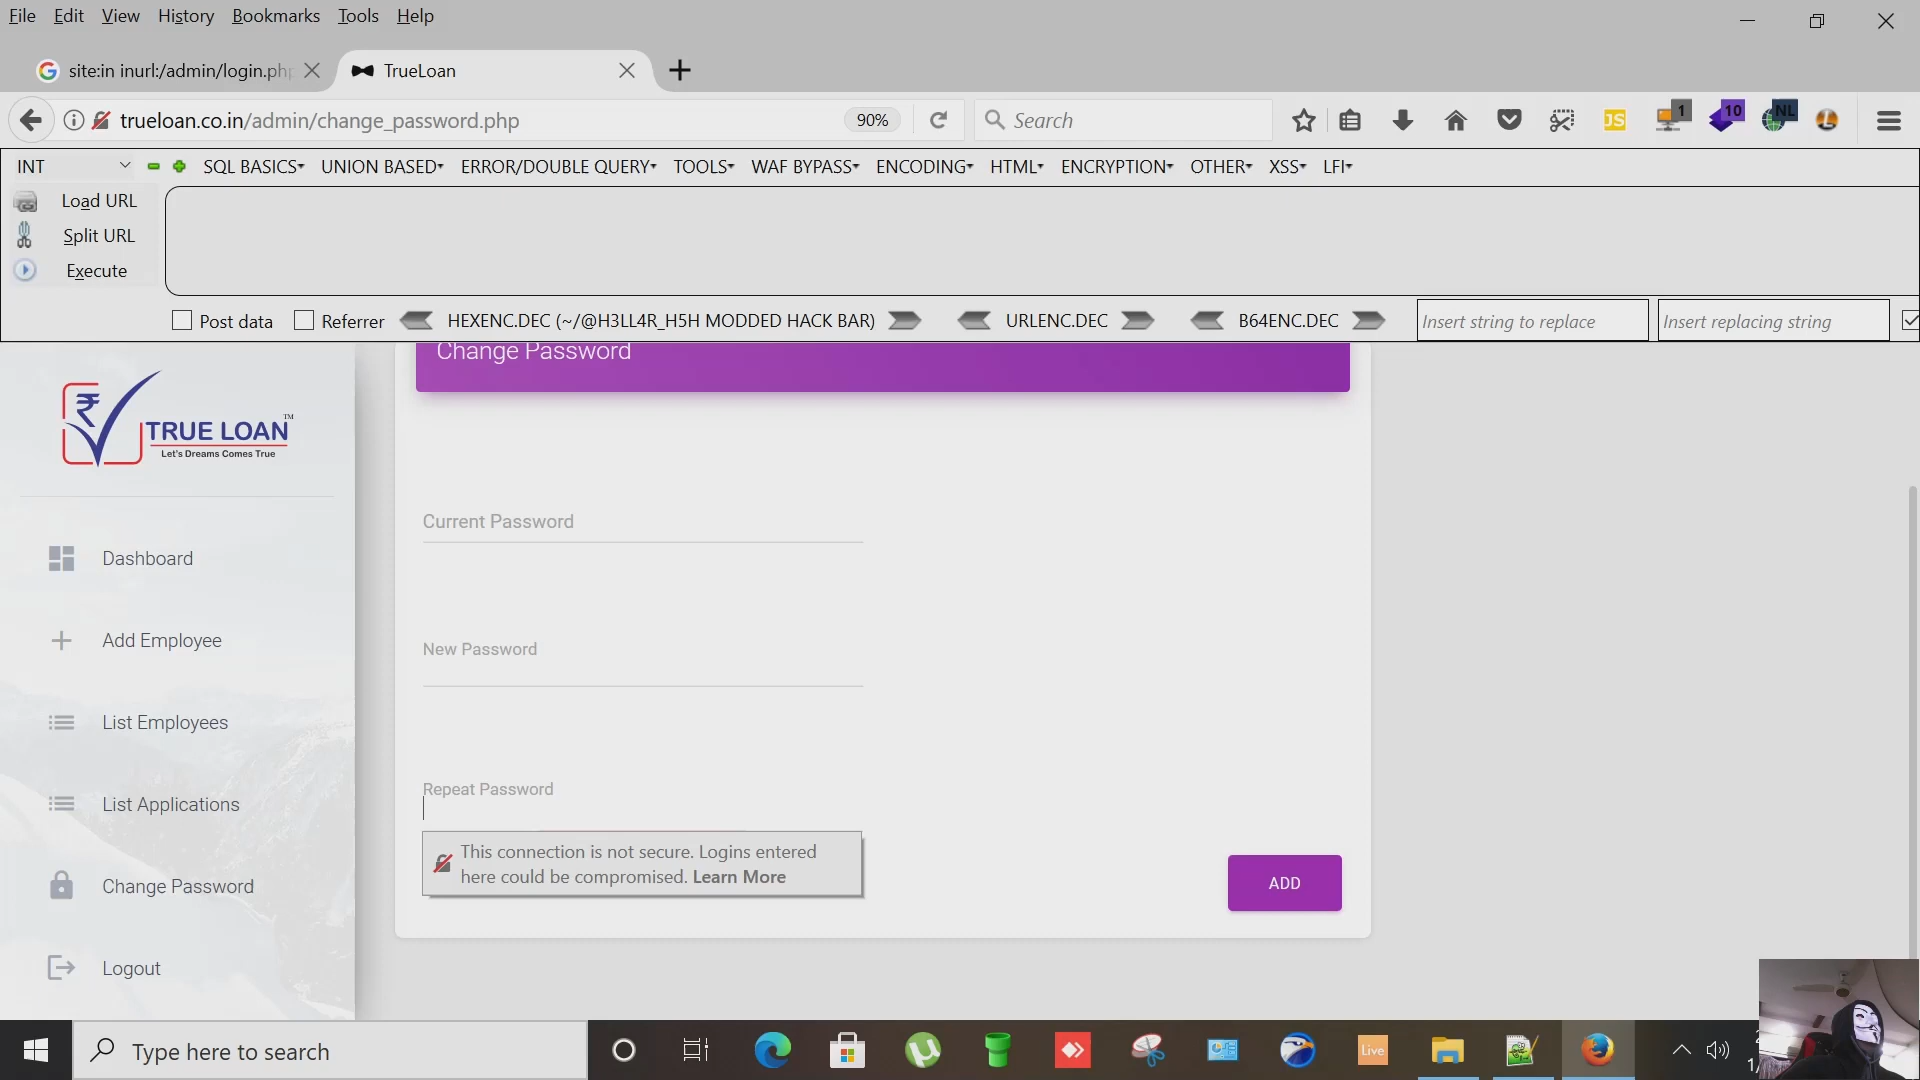 File Edit View History Bookmarks Tools Help
site:in inurl:/admin/login.php
TrueLoan
trueloan.co.in/admin/change_password.php
90%
Search
JS
1
10
NL
INT
SQL BASICS
UNION BASED
ERROR/DOUBLE QUERY
TOOLS
WAF BYPASS
ENCODING
HTML
ENCRYPTION
OTHER
XSS
LFI
Load URL
Split URL
Execute
Post data
Referrer
HEXENC.DEC (~/@H3LL4R_H5H MODDED HACK BAR)
URLENC.DEC
B64ENC.DEC
Insert string to replace
Insert replacing string
Change Password
TRUE LOAN TM
Let's Dreams Comes True
Dashboard
Add Employee
List Employees
List Applications
Change Password
Logout
Current Password
New Password
Repeat Password
This connection is not secure. Logins entered
here could be compromised. Learn More
ADD
Type here to search
Live